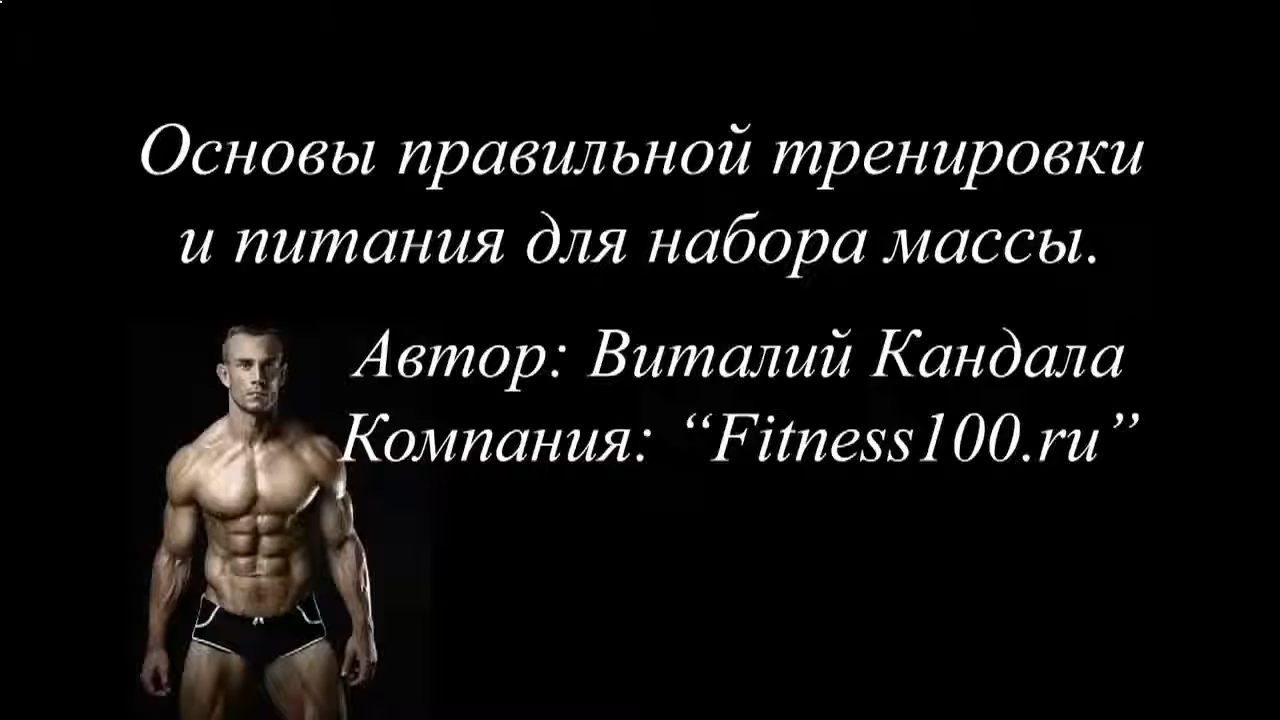 Основы правильной тренировки
и питания для набора массы.
Автор: Виталий Кандала
Компания: “Fitness100.ru”